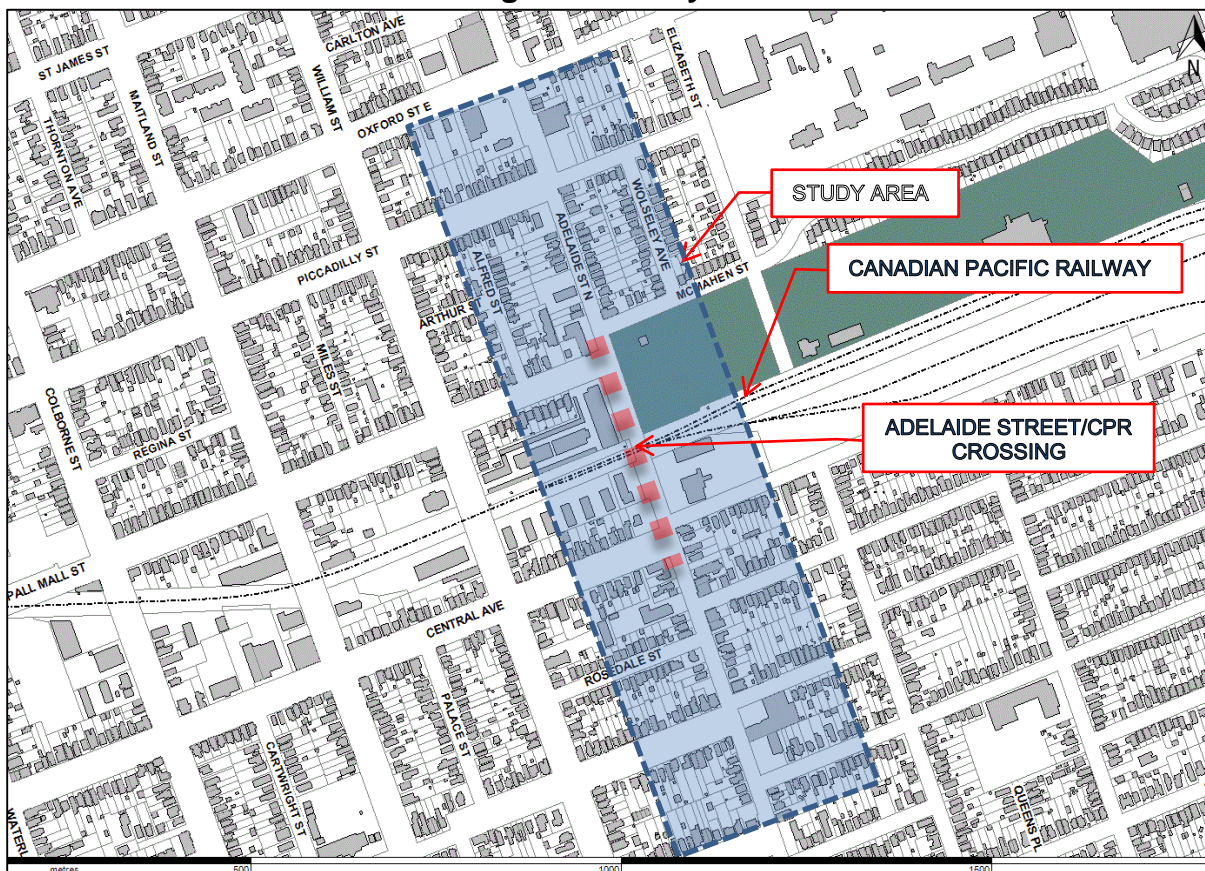 CARLTON AVE
ST JAMES ST
ELIZABETH ST
N
WILLIAM ST
OXFORD ST E
MAITLAND ST
THORNTON AVE
STUDY AREA
WOLSELEY AVE
ADELAIDE ST N
PICCADILLY ST
ALFRED ST
CANADIAN PACIFIC RAILWAY
MCMAHEN ST
ARTHUR S
MILES ST
ADELAIDE STREET/CPR
CROSSING
COLBORNE ST
REGINA ST
PALL MALL ST
CENTRAL AVE
ROSEDALE ST
PALACE ST
CARTWRIGHT ST
QUEENS PL
WATERL
metres
500
1000
1500